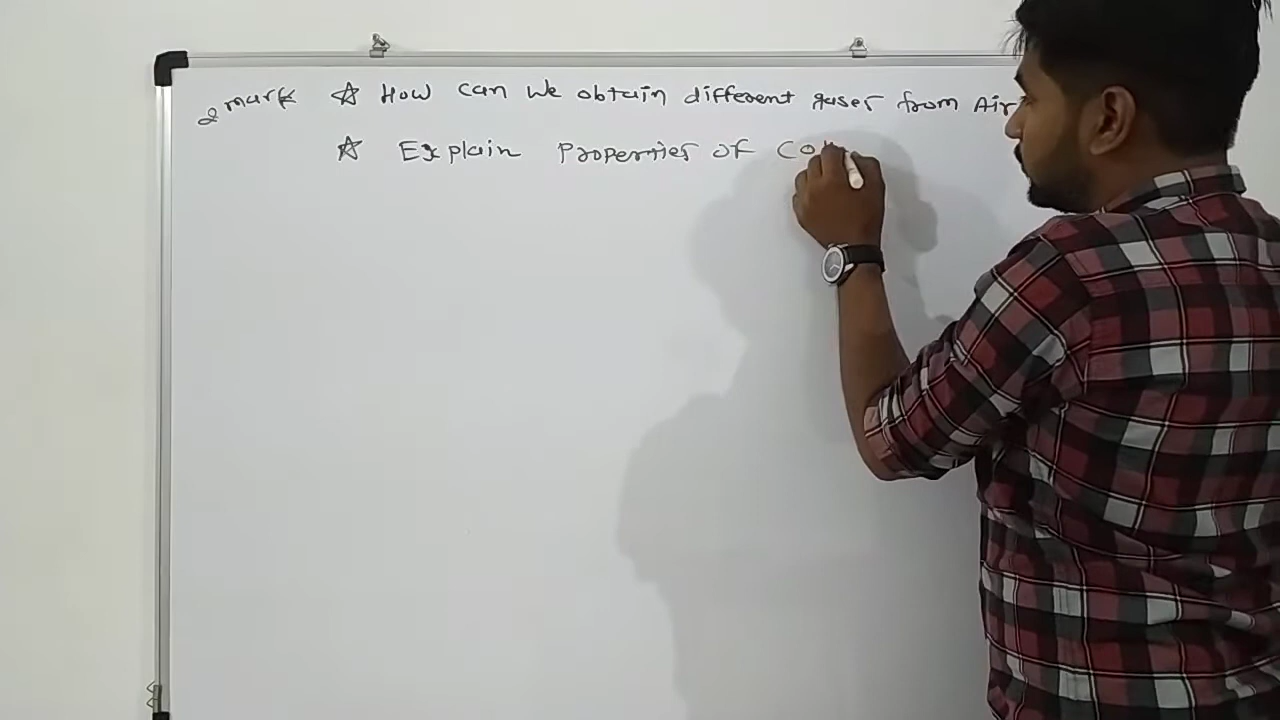 2 mark ☆ How can we obtain different gases from Air
☆ Explain Properties of Co